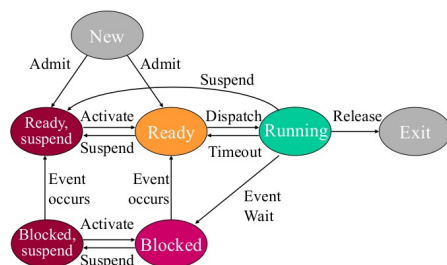 New
Admit
Admit
Suspend
Ready,
suspend
Activate
Suspend
Ready
Dispatch
Timeout
Running
Release
Exit
Event
occurs
Event
occurs
Event
Wait
Blocked,
suspend
Activate
Suspend
Blocked